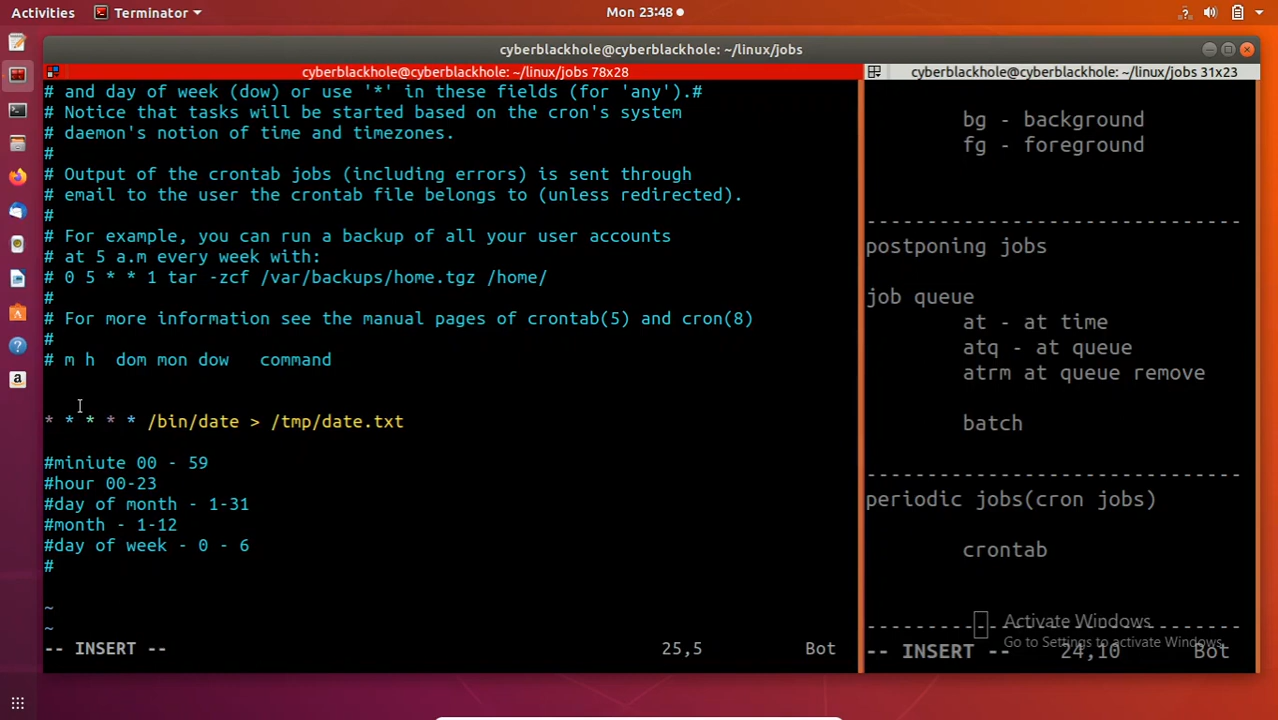 Activities
Terminator
Mon 23:48
cyberblackhole@cyberblackhole: ~/linux/jobs
cyberblackhole@cyberblackhole: ~/linux/jobs 78x28
# and day of week (dow) or use '*' in these fields (for 'any').#
# Notice that tasks will be started based on the cron's system
# daemon's notion of time and timezones.
#
# Output of the crontab jobs (including errors) is sent through
# email to the user the crontab file belongs to (unless redirected).
#
# For example, you can run a backup of all your user accounts
# at 5 a.m every week with:
# 0 5 * * 1 tar -zcf /var/backups/home.tgz /home/
#
# For more information see the manual pages of crontab(5) and cron(8)
#
# m h  dom mon dow   command
* * * * * /bin/date > /tmp/date.txt
#miniute 00 - 59
#hour 00-23
#day of month - 1-31
#month - 1-12
#day of week - 0 - 6
#
~
~
-- INSERT -- 25,5 Bot
cyberblackhole@cyberblackhole: ~/linux/jobs 31x23
bg - background
fg - foreground
-------------------------------
postponing jobs
job queue
at - at time
atq - at queue
atrm at queue remove
batch
-------------------------------
periodic jobs(cron jobs)
crontab
-------------------------------
-- INSERT -- 24,10 Bot
Activate Windows
Go to Settings to activate Windows.